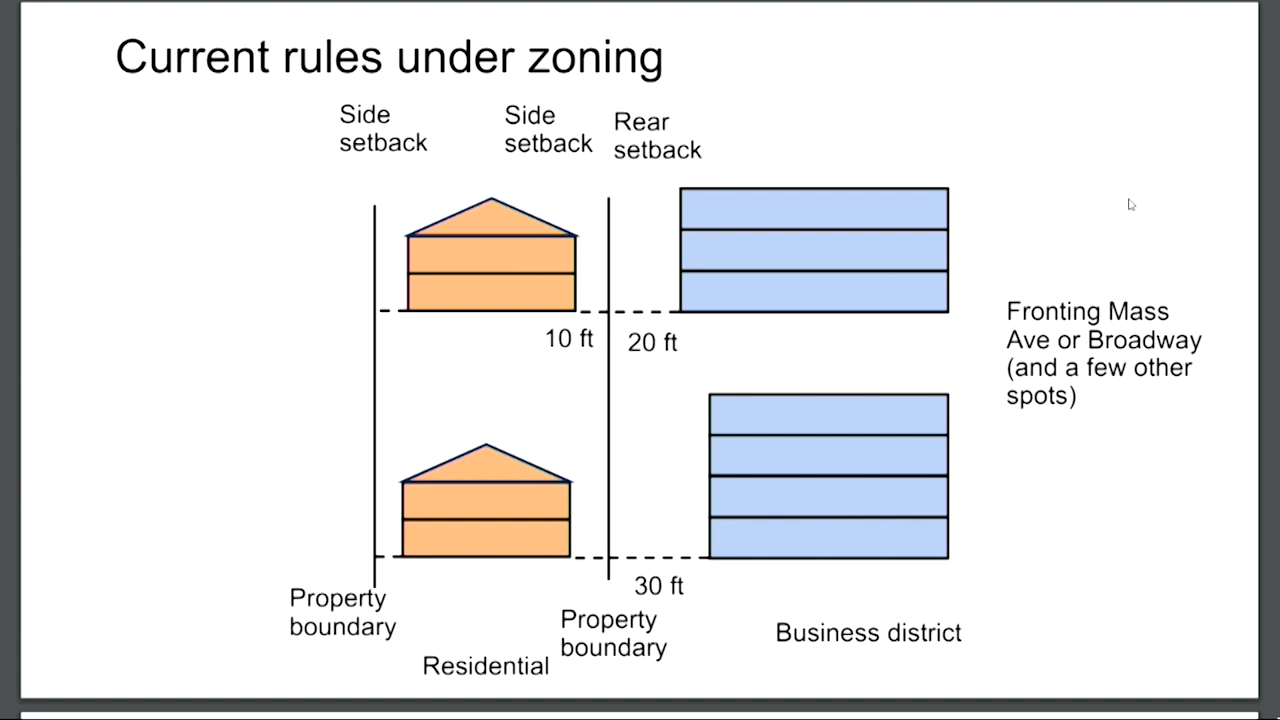 Current rules under zoning
Side
setback
Side
setback
Rear
setback
10 ft
20 ft
Fronting Mass
Ave or Broadway
(and a few other
spots)
30 ft
Property
boundary
Property
boundary
Business district
Residential